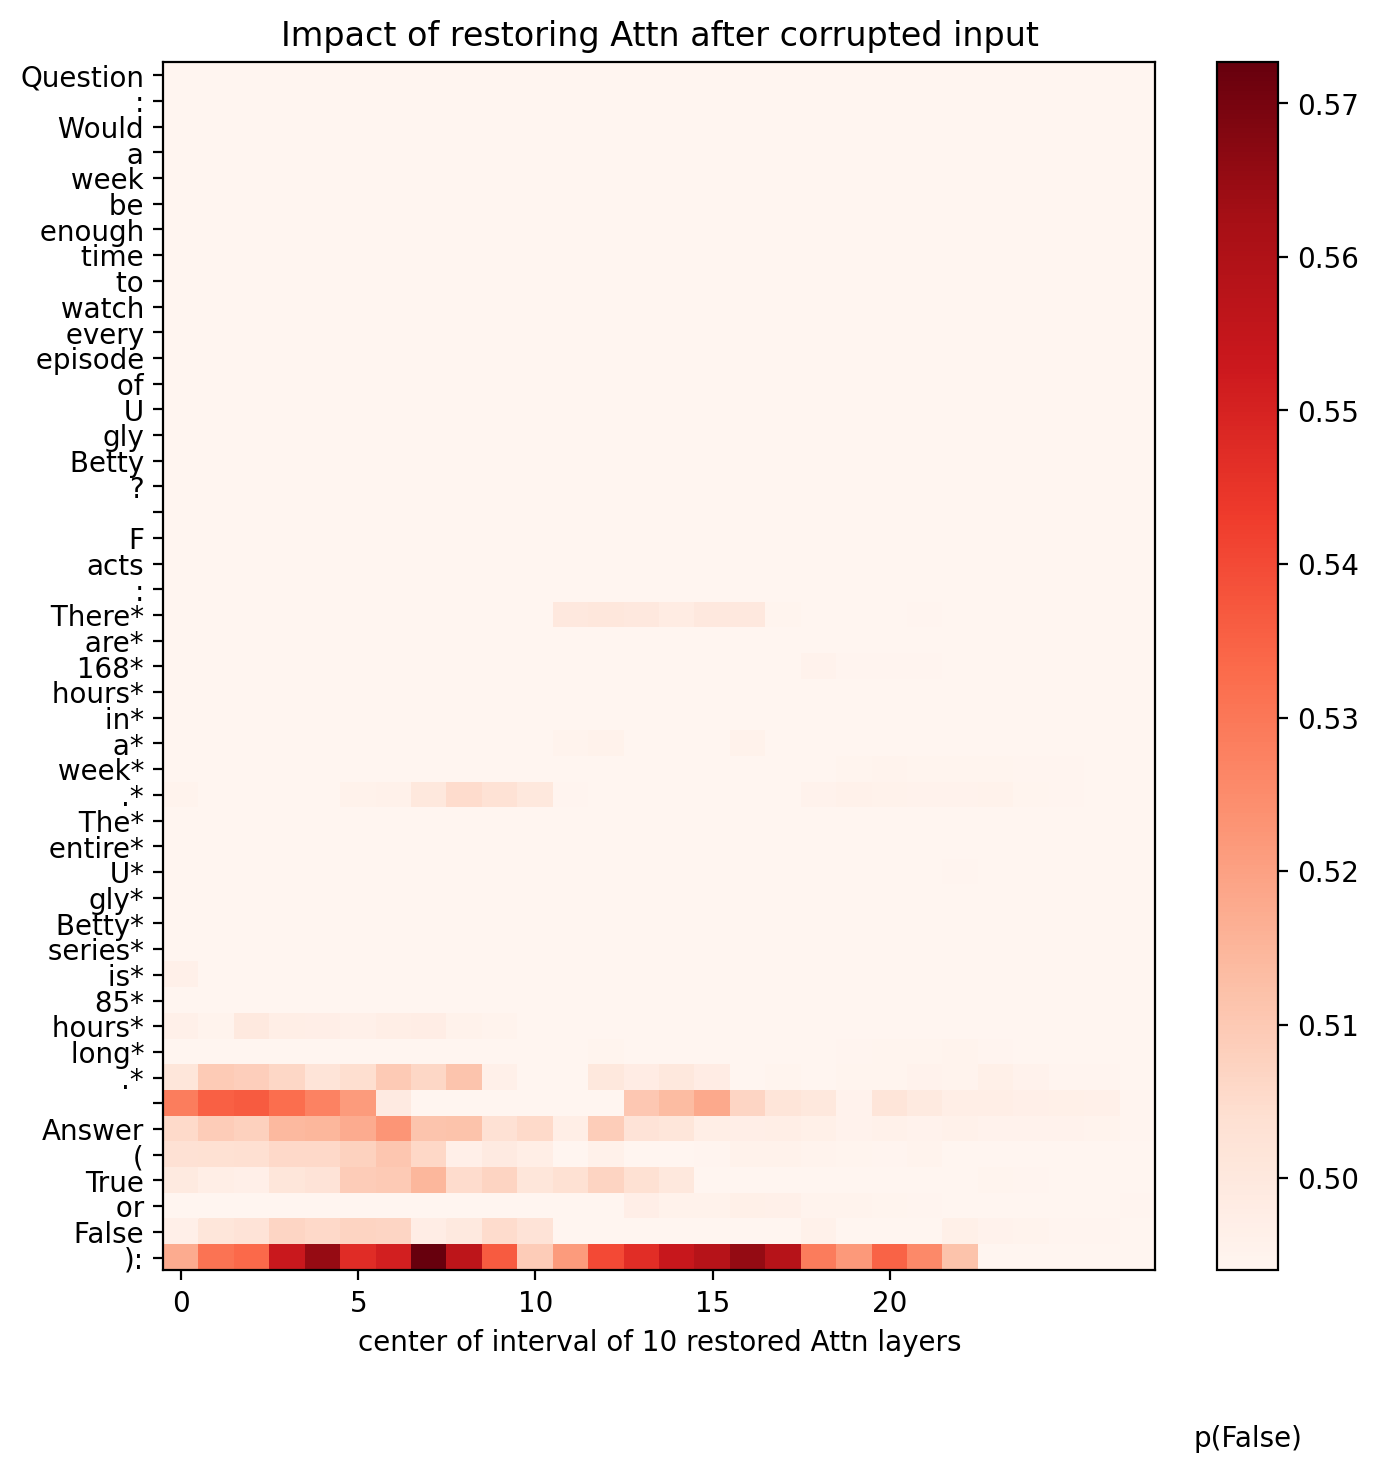 Impact of restoring Attn after corrupted input
Question
:
Would
a
week
be
enough
time
to
watch
every
episode
of
U
gly
Betty
?
F
acts
:
There*
are*
168*
hours*
in*
a*
week*
.*
The*
entire*
U*
gly*
Betty*
series*
is*
85*
hours*
long*
.*
Answer
(
True
or
False
):
0 5 10 15 20
center of interval of 10 restored Attn layers
0.57
0.56
0.55
0.54
0.53
0.52
0.51
0.50
p(False)